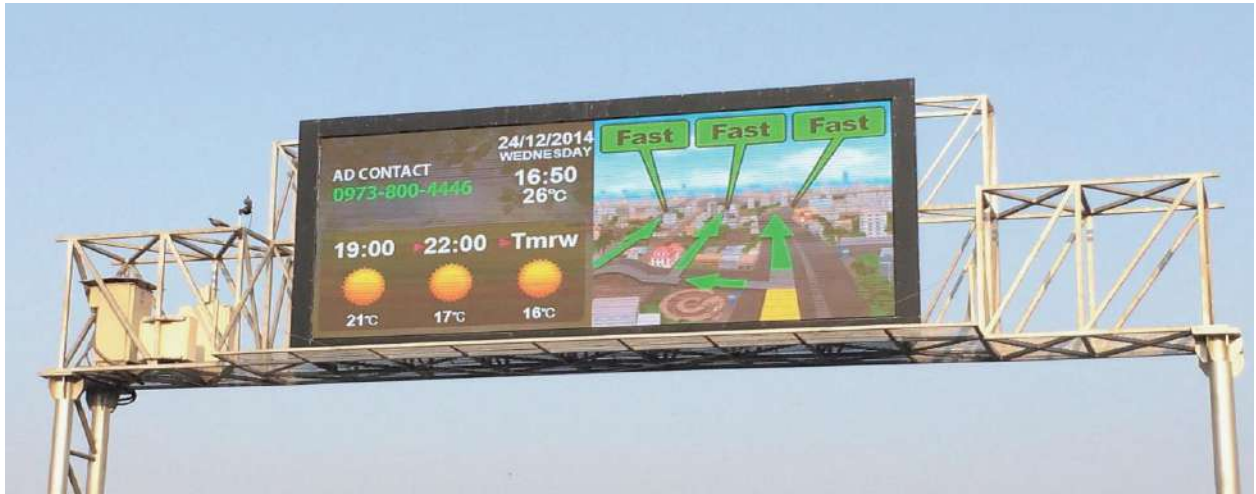 24/12/2014
WEDNESDAY
AD CONTACT
0973-800-4446
16:50
26°C
19:00 22:00 Tmrw
21°C 17°C 16°C
Fast Fast Fast